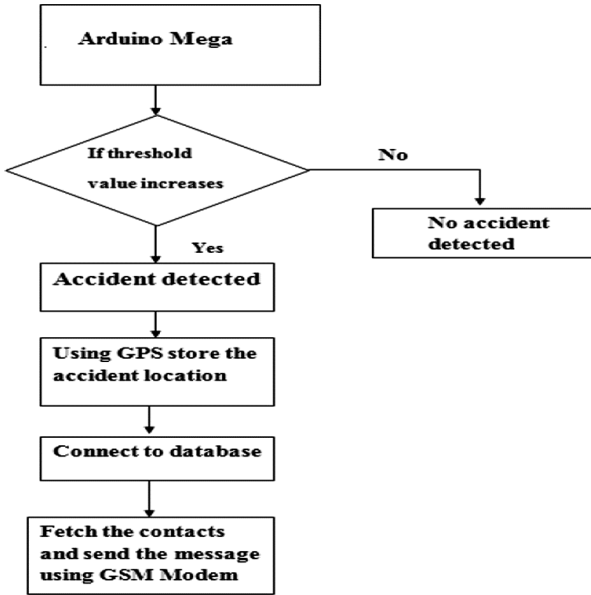 Arduino Mega
If threshold
value increases
No
No accident
detected
Yes
Accident detected
Using GPS store the
accident location
Connect to database
Fetch the contacts
and send the message
using GSM Modem